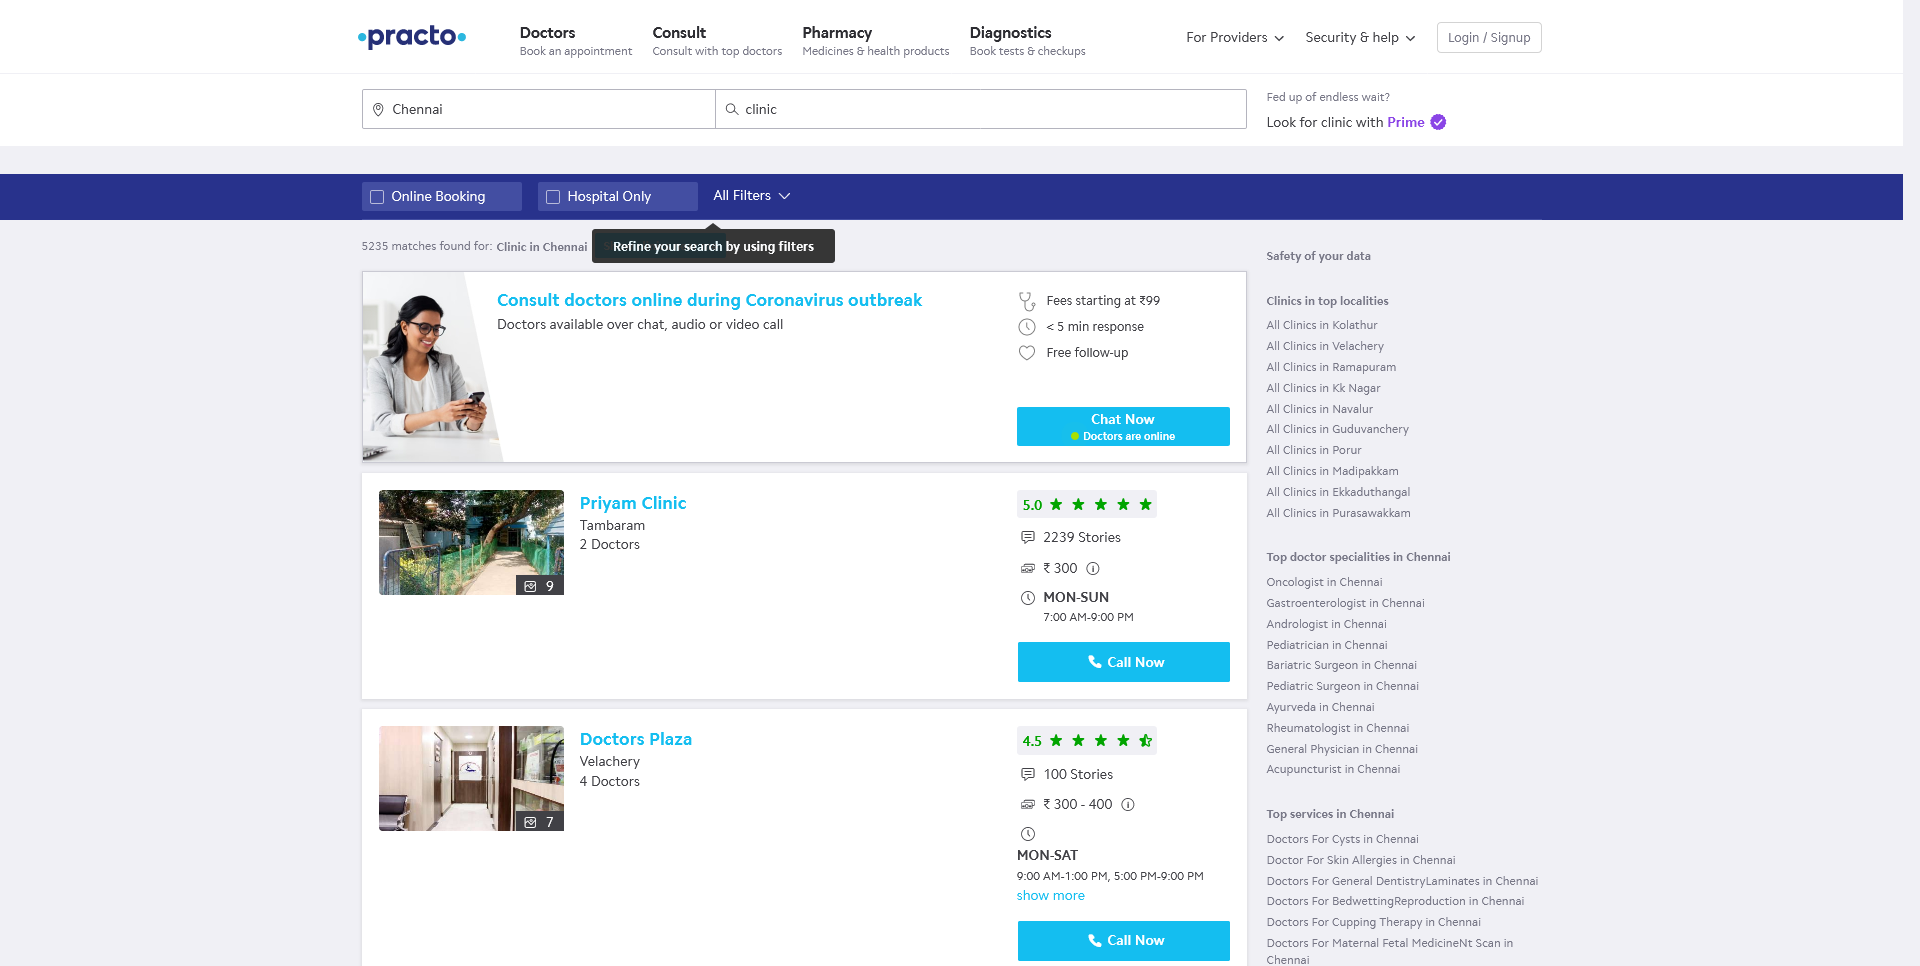 practo
Doctors
Book an appointment
Consult
Consult with top doctors
Pharmacy
Medicines & health products
Diagnostics
Book tests & checkups
For Providers
Security & help
Login / Signup
Chennai
clinic
Fed up of endless wait?
Look for clinic with Prime
Online Booking
Hospital Only
All Filters
5235 matches found for: Clinic in Chennai
Refine your search by using filters
Consult doctors online during Coronavirus outbreak
Doctors available over chat, audio or video call
Fees starting at ₹99
< 5 min response
Free follow-up
Chat Now
Doctors are online
Priyam Clinic
Tambaram
2 Doctors
9
5.0
2239 Stories
₹ 300
MON-SUN
7:00 AM-9:00 PM
Call Now
Doctors Plaza
Velachery
4 Doctors
7
4.5
100 Stories
₹ 300 - 400
MON-SAT
9:00 AM-1:00 PM, 5:00 PM-9:00 PM
show more
Call Now
Safety of your data
Clinics in top localities
All Clinics in Kolathur
All Clinics in Velachery
All Clinics in Ramapuram
All Clinics in Kk Nagar
All Clinics in Navalur
All Clinics in Guduvanchery
All Clinics in Porur
All Clinics in Madipakkam
All Clinics in Ekkaduthangal
All Clinics in Purasawakkam
Top doctor specialities in Chennai
Oncologist in Chennai
Gastroenterologist in Chennai
Andrologist in Chennai
Pediatrician in Chennai
Bariatric Surgeon in Chennai
Pediatric Surgeon in Chennai
Ayurveda in Chennai
Rheumatologist in Chennai
General Physician in Chennai
Acupuncturist in Chennai
Top services in Chennai
Doctors For Cysts in Chennai
Doctor For Skin Allergies in Chennai
Doctors For General DentistryLaminates in Chennai
Doctors For BedwettingReproduction in Chennai
Doctors For Cupping Therapy in Chennai
Doctors For Maternal Fetal MedicineNt Scan in
Chennai